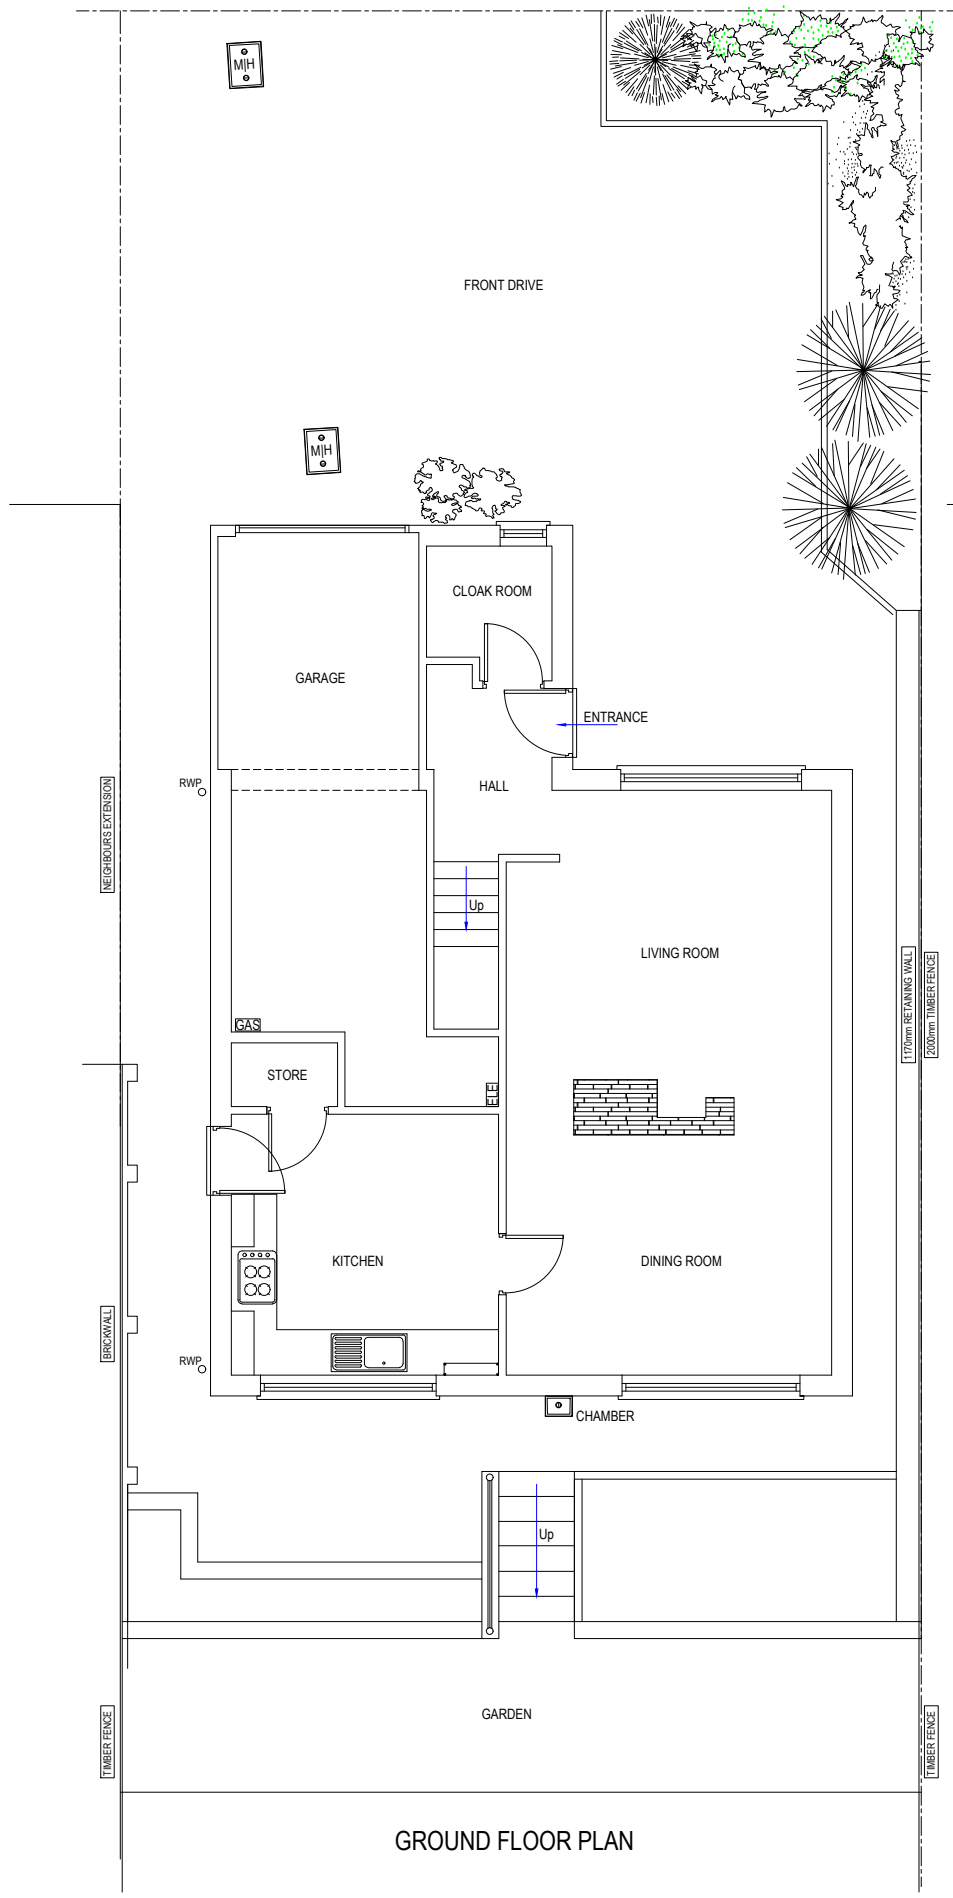 M|H
FRONT DRIVE
M|H
CLOAK ROOM
GARAGE
ENTRANCE
HALL
RWP
NEIGHBOURS EXTENSION
Up
LIVING ROOM
1170mm RETAINING WALL
2000mm TIMBER FENCE
GAS
STORE
ELE
KITCHEN
DINING ROOM
BRICKWALL
RWP
CHAMBER
Up
GARDEN
TIMBER FENCE
TIMBER FENCE
GROUND FLOOR PLAN